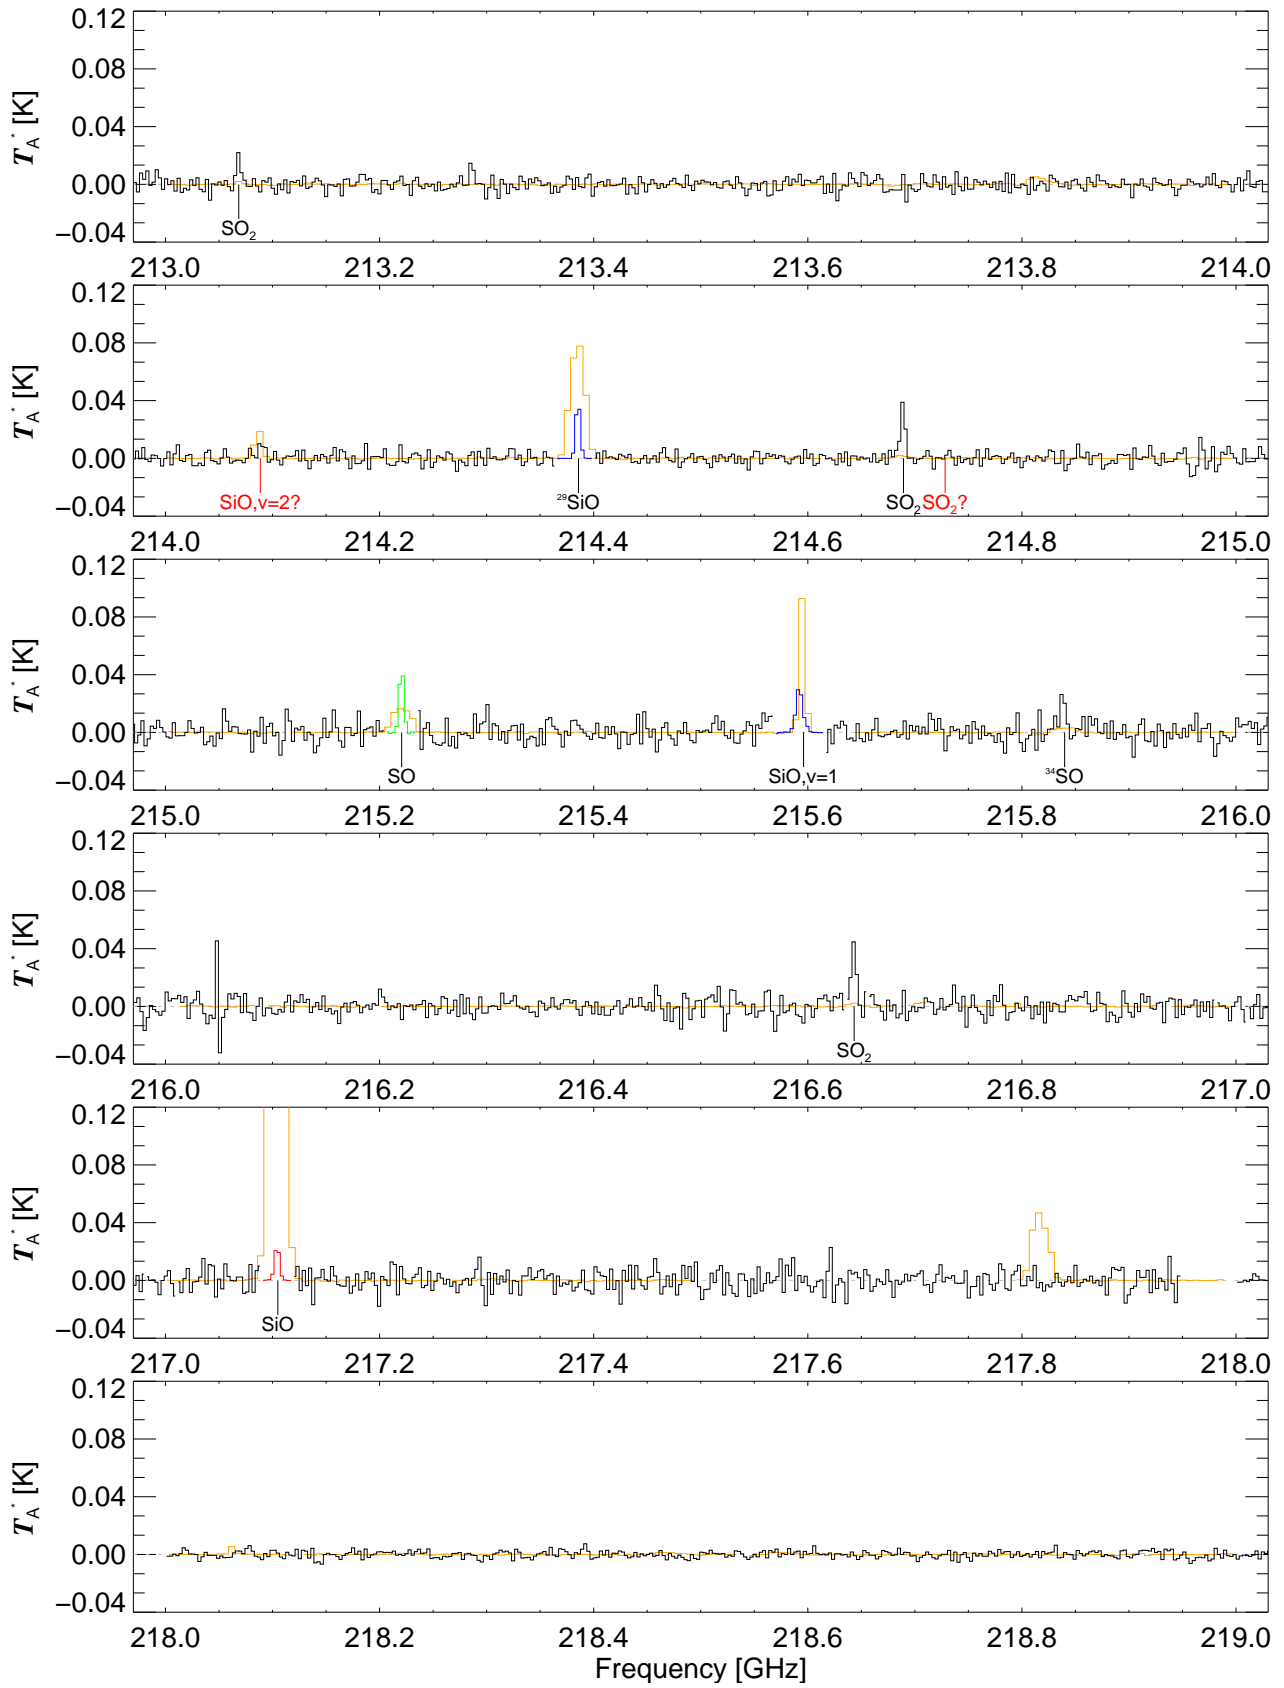 0.12
0.08
0.04
0.00
−0.04
T_A^* [K]
SO₂
213.0 213.2 213.4 213.6 213.8 214.0
0.12
0.08
0.04
0.00
−0.04
T_A^* [K]
SiO,v=2? ²⁹SiO SO₂ SO₂?
214.0 214.2 214.4 214.6 214.8 215.0
0.12
0.08
0.04
0.00
−0.04
T_A^* [K]
SO SiO,v=1 ³⁴SO
215.0 215.2 215.4 215.6 215.8 216.0
0.12
0.08
0.04
0.00
−0.04
T_A^* [K]
SO₂
216.0 216.2 216.4 216.6 216.8 217.0
0.12
0.08
0.04
0.00
−0.04
T_A^* [K]
SiO
217.0 217.2 217.4 217.6 217.8 218.0
0.12
0.08
0.04
0.00
−0.04
T_A^* [K]
218.0 218.2 218.4 218.6 218.8 219.0
Frequency [GHz]